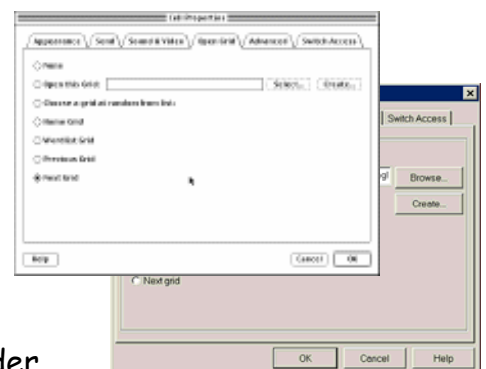 Cell Properties
Appearance Send Sound & Video Open Grid Advanced Switch Access
None
Open this Grid: Select... Create...
Choose a grid at random from list:
Home Grid
Wordlist Grid
Previous Grid
Next Grid
Help Cancel OK
Switch Access
Browse...
Create...
Next grid
OK Cancel Help